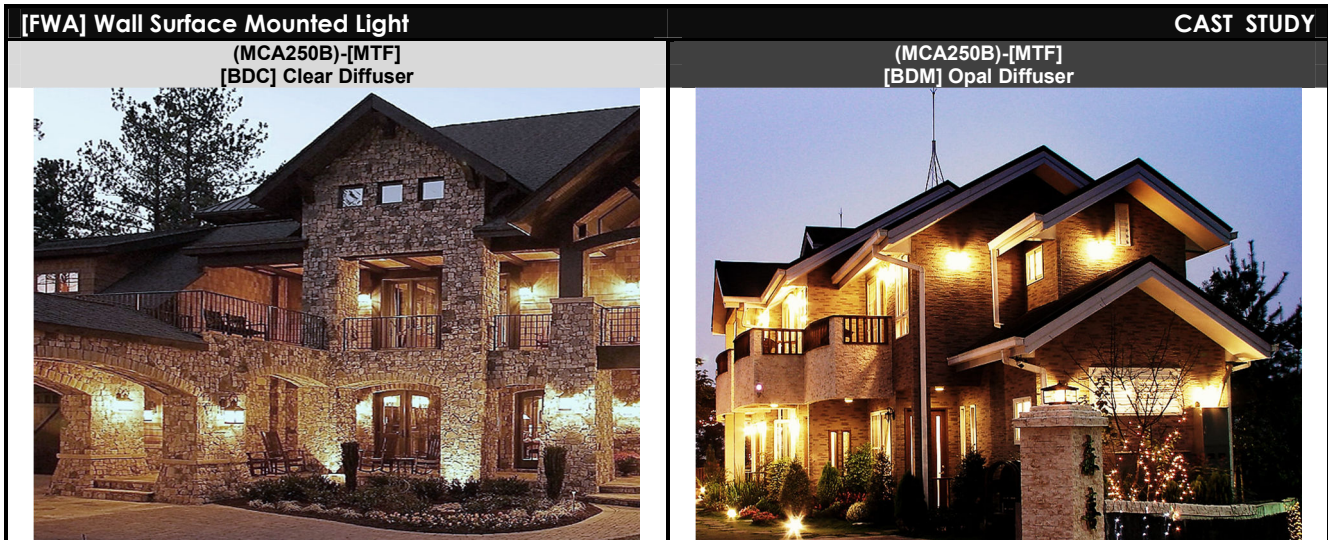 [FWA] Wall Surface Mounted Light
CAST STUDY
(MCA250B)-[MTF]
[BDC] Clear Diffuser
(MCA250B)-[MTF]
[BDM] Opal Diffuser